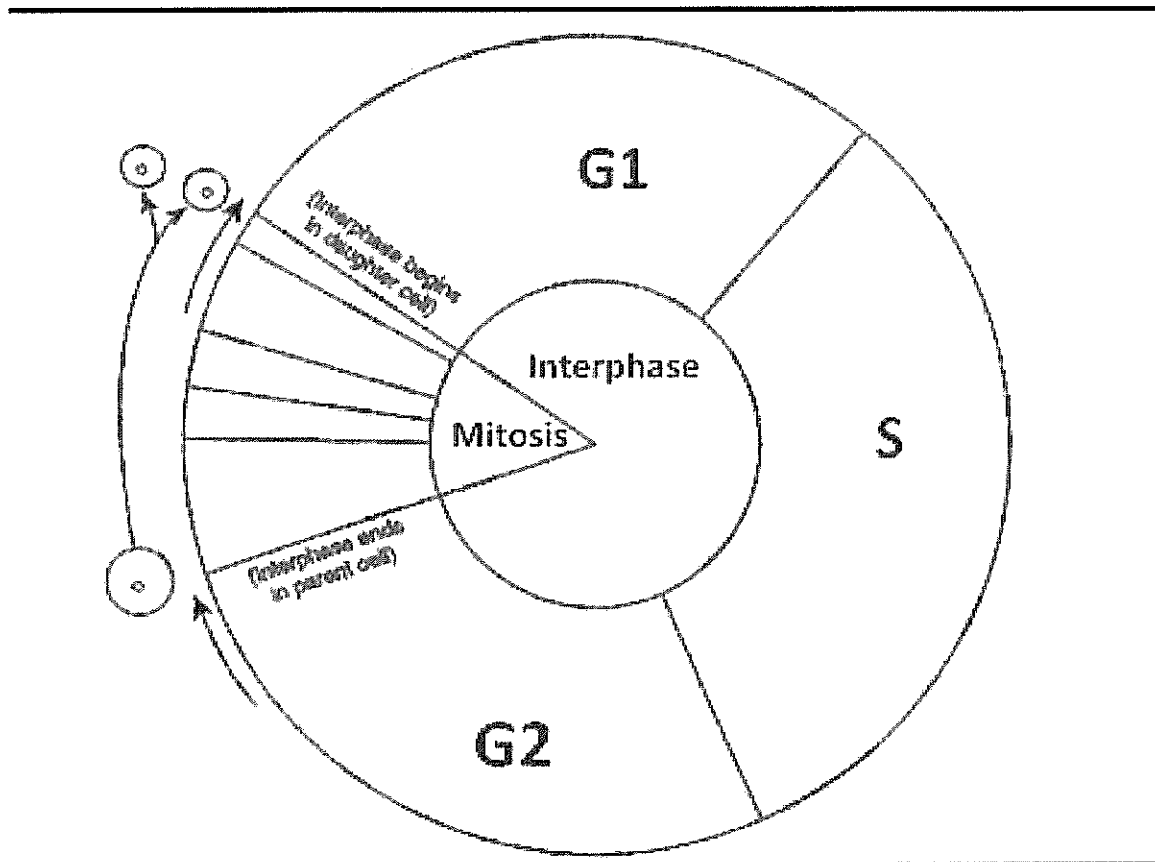 G1
(Interphase begins
in daughter cell)
Interphase
Mitosis
S
(Interphase ends
in parent cell)
G2